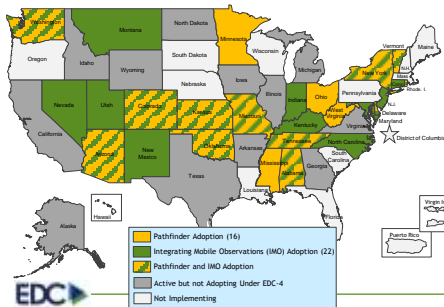 Washington
Montana
North Dakota
Minnesota
Vermont
Maine
Oregon
Idaho
Wyoming
South Dakota
Wisconsin
Michigan
New York
N.H.
Mass
Rhode. I.
Nebraska
Iowa
Illinois
Indiana
Ohio
Pennsylvania
N.J.
Nevada
Utah
Colorado
Kansas
Missouri
Kentucky
West
Virginia
Virginia
Delaware
Maryland
District of Columbia
California
Arizona
New
Mexico
Oklahoma
Arkansas
Tennessee
North Carolina
South
Carolina
Texas
Louisiana
Mississippi
Alabama
Georgia
Florida
Alaska
Hawaii
Virgin Is
Puerto Rico
Pathfinder Adoption (16)
Integrating Mobile Observations (IMO) Adoption (22)
Pathfinder and IMO Adoption
Active but not Adopting Under EDC-4
Not Implementing
EDC